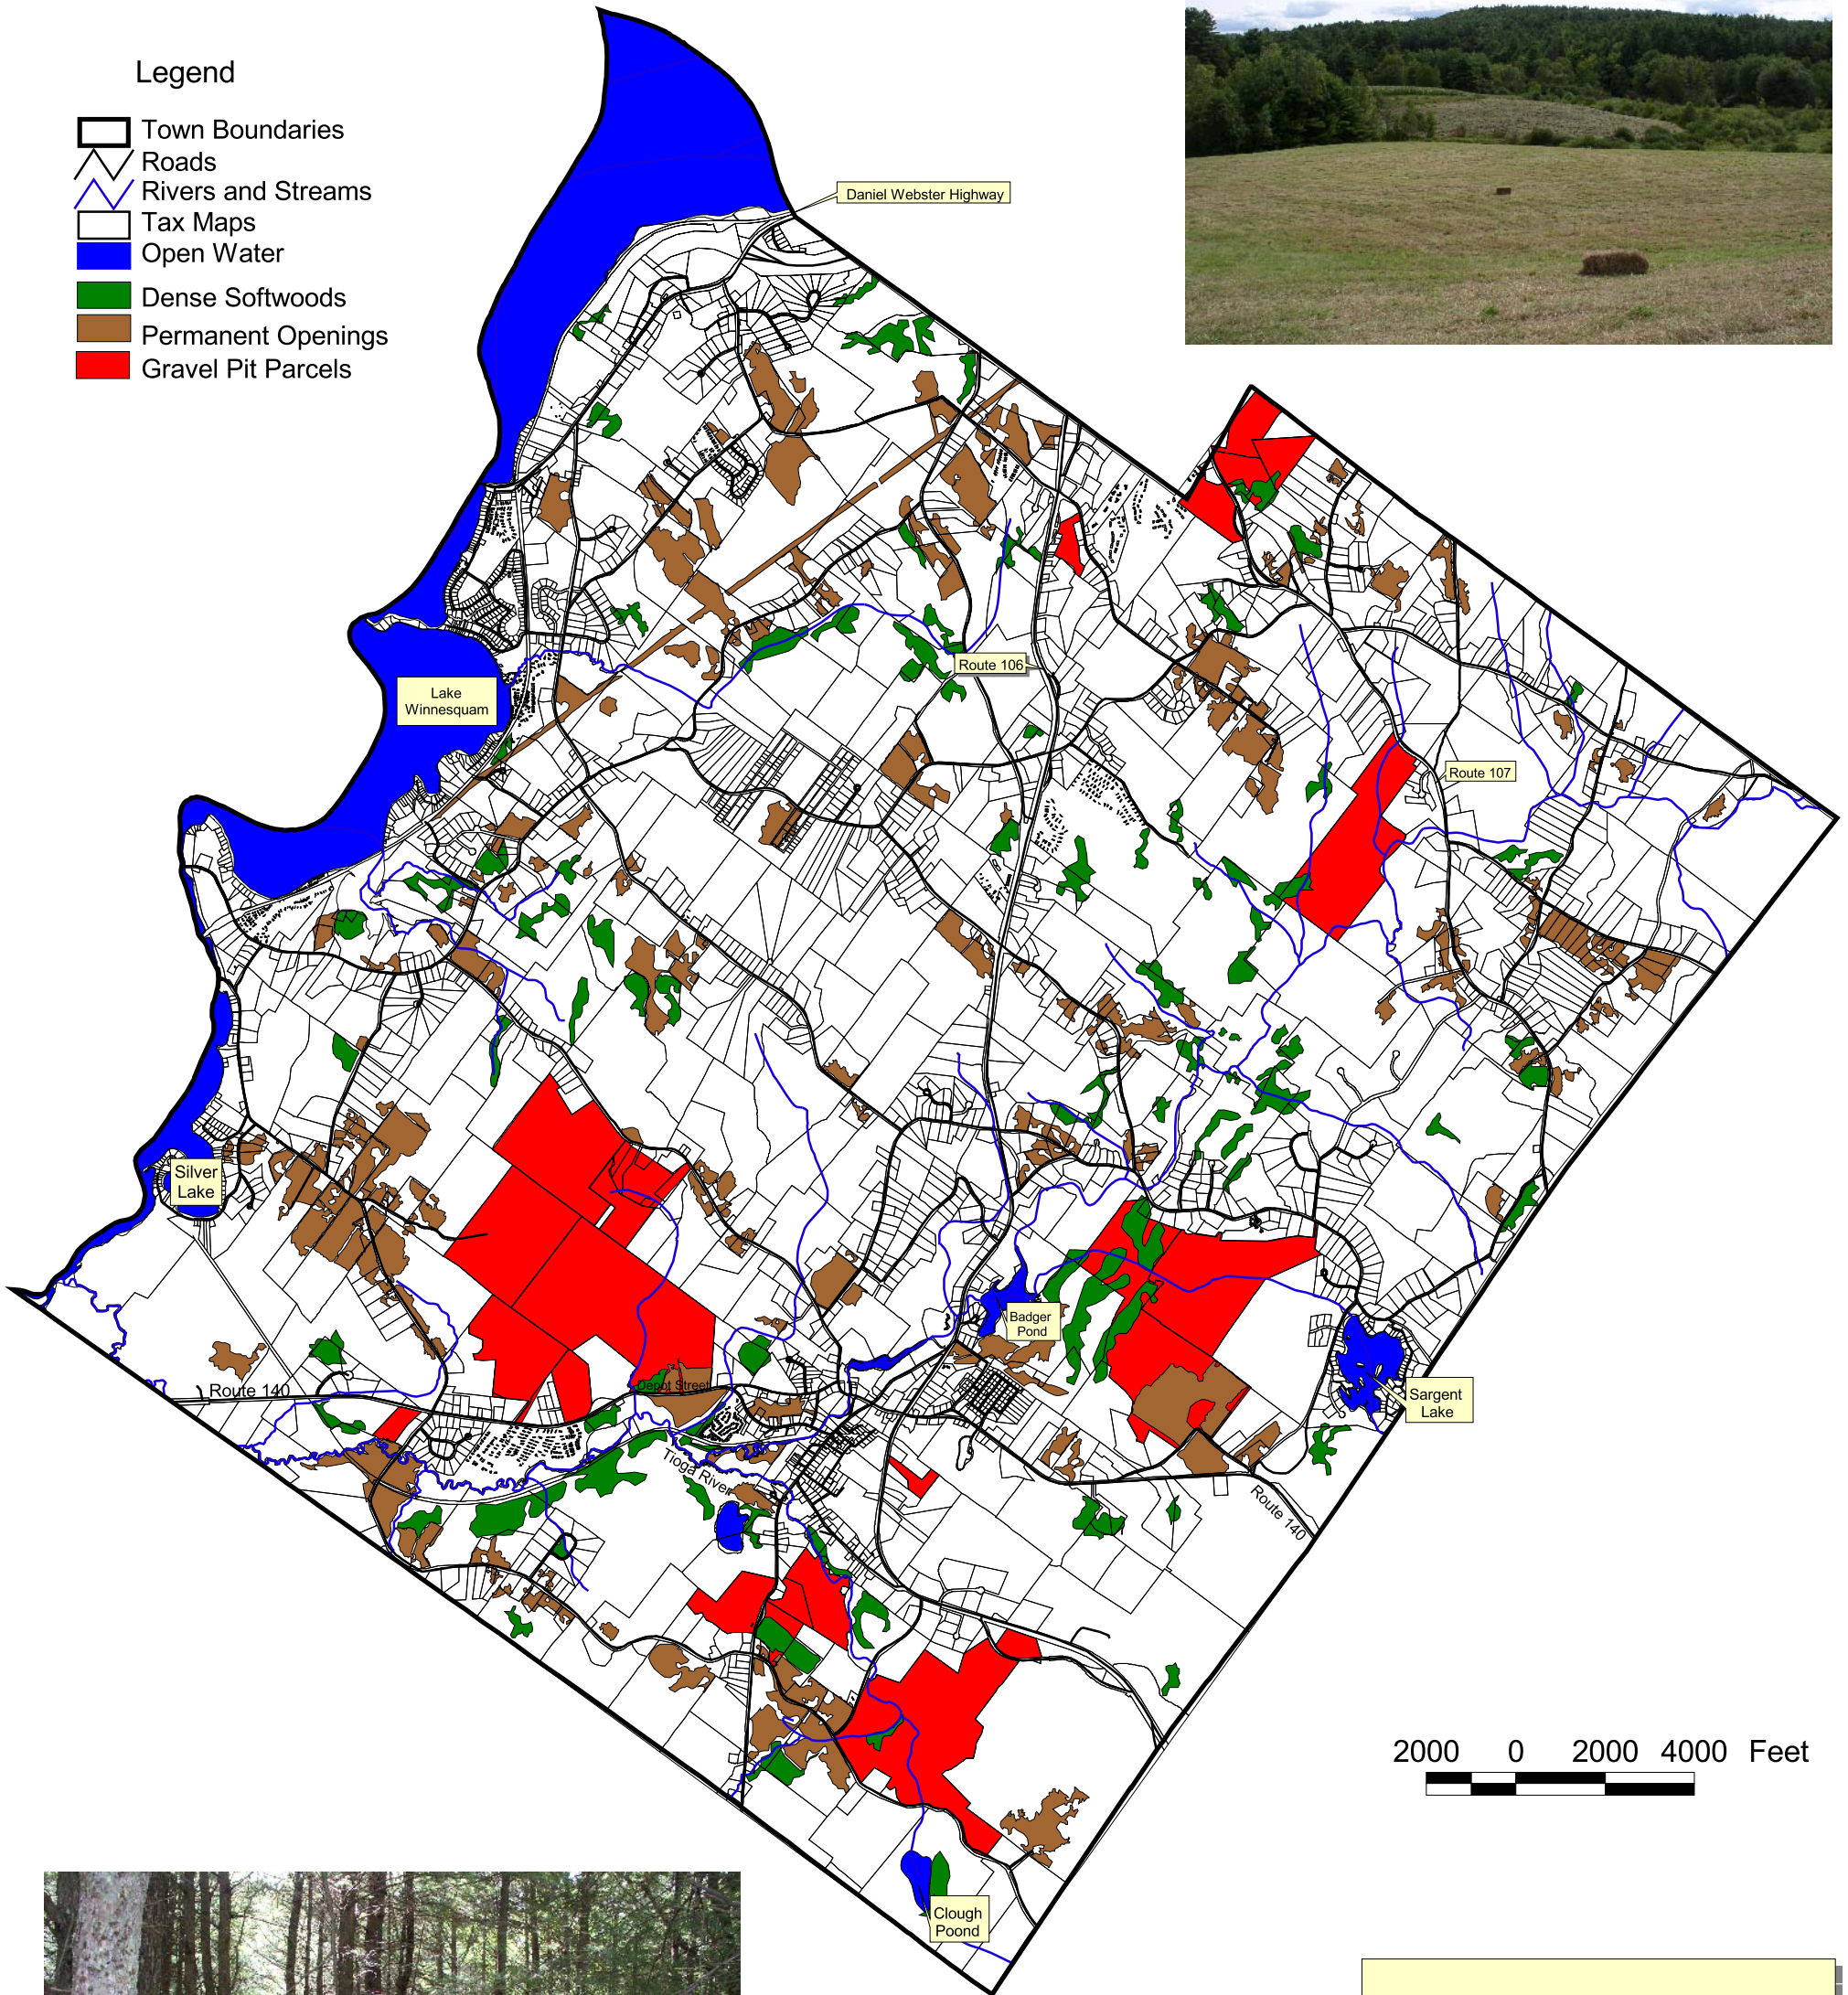 Legend
Town Boundaries
Roads
Rivers and Streams
Tax Maps
Open Water
Dense Softwoods
Permanent Openings
Gravel Pit Parcels
Daniel Webster Highway
Route 106
Lake
Winnesquam
Route 107
Silver
Lake
Badger
Pond
Route 140
Depot Street
Sargent
Lake
Tioga River
Route 140
2000 0 2000 4000 Feet
Clough
Poond